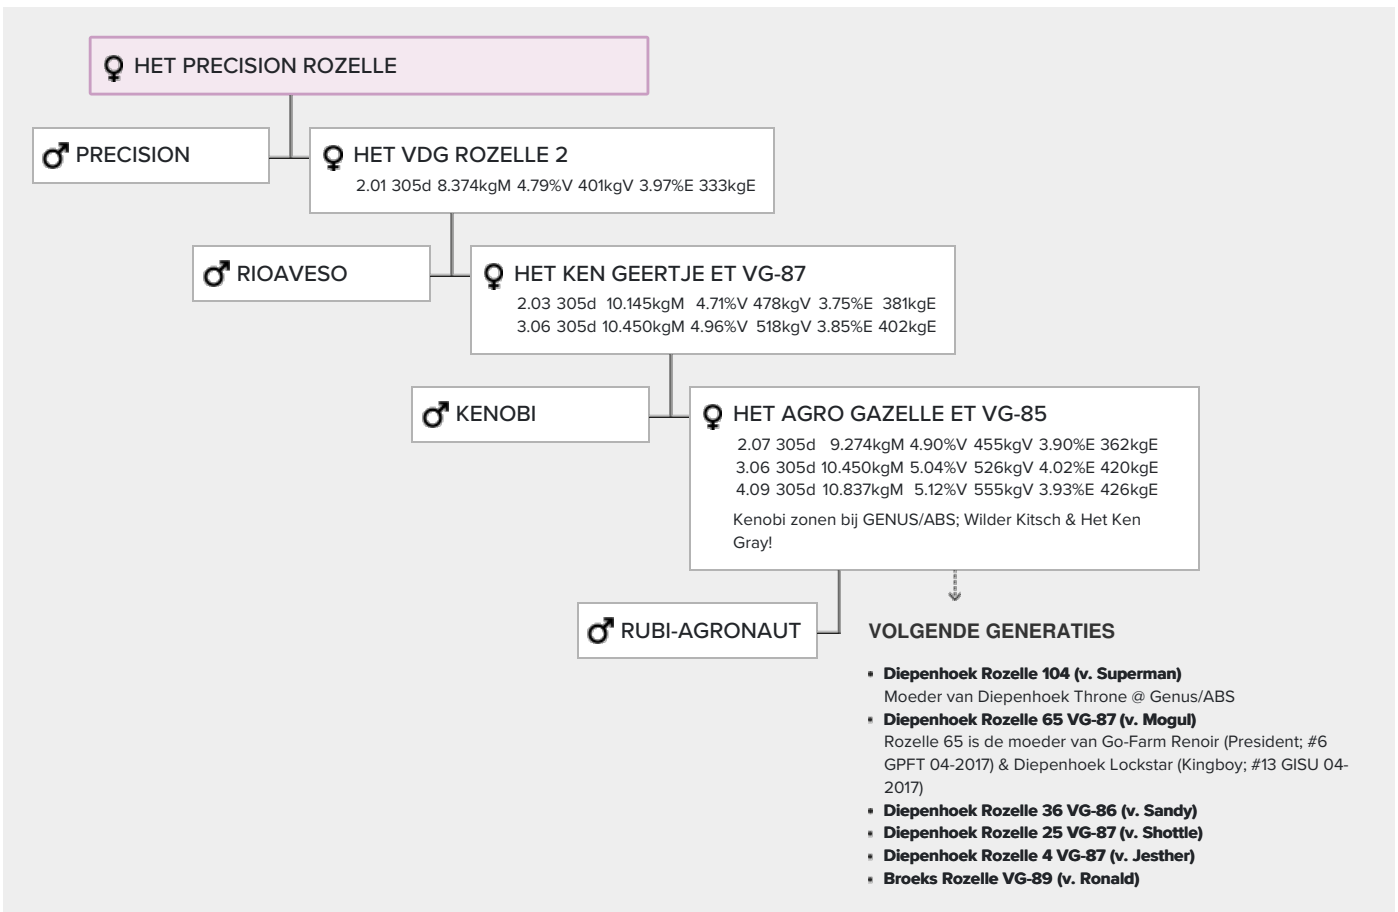 HET PRECISION ROZELLE
PRECISION
HET VDG ROZELLE 2
2.01 305d 8.374kgM 4.79%V 401kgV 3.97%E 333kgE
RIOAVESO
HET KEN GEERTJE ET VG-87
2.03 305d 10.145kgM 4.71%V 478kgV 3.75%E 381kgE
3.06 305d 10.450kgM 4.96%V 518kgV 3.85%E 402kgE
KENOBI
HET AGRO GAZELLE ET VG-85
2.07 305d 9.274kgM 4.90%V 455kgV 3.90%E 362kgE
3.06 305d 10.450kgM 5.04%V 526kgV 4.02%E 420kgE
4.09 305d 10.837kgM 5.12%V 555kgV 3.93%E 426kgE
Kenobi zonen bij GENUS/ABS; Wilder Kitsch & Het Ken
Gray!
RUBI-AGRONAUT
VOLGENDE GENERATIES
Diepenhoek Rozelle 104 (v. Superman)
Moeder van Diepenhoek Throne @ Genus/ABS
Diepenhoek Rozelle 65 VG-87 (v. Mogul)
Rozelle 65 is de moeder van Go-Farm Renoir (President; #6
GPFT 04-2017) & Diepenhoek Lockstar (Kingboy; #13 GISU 04-
2017)
Diepenhoek Rozelle 36 VG-86 (v. Sandy)
Diepenhoek Rozelle 25 VG-87 (v. Shottle)
Diepenhoek Rozelle 4 VG-87 (v. Jesther)
Broeks Rozelle VG-89 (v. Ronald)